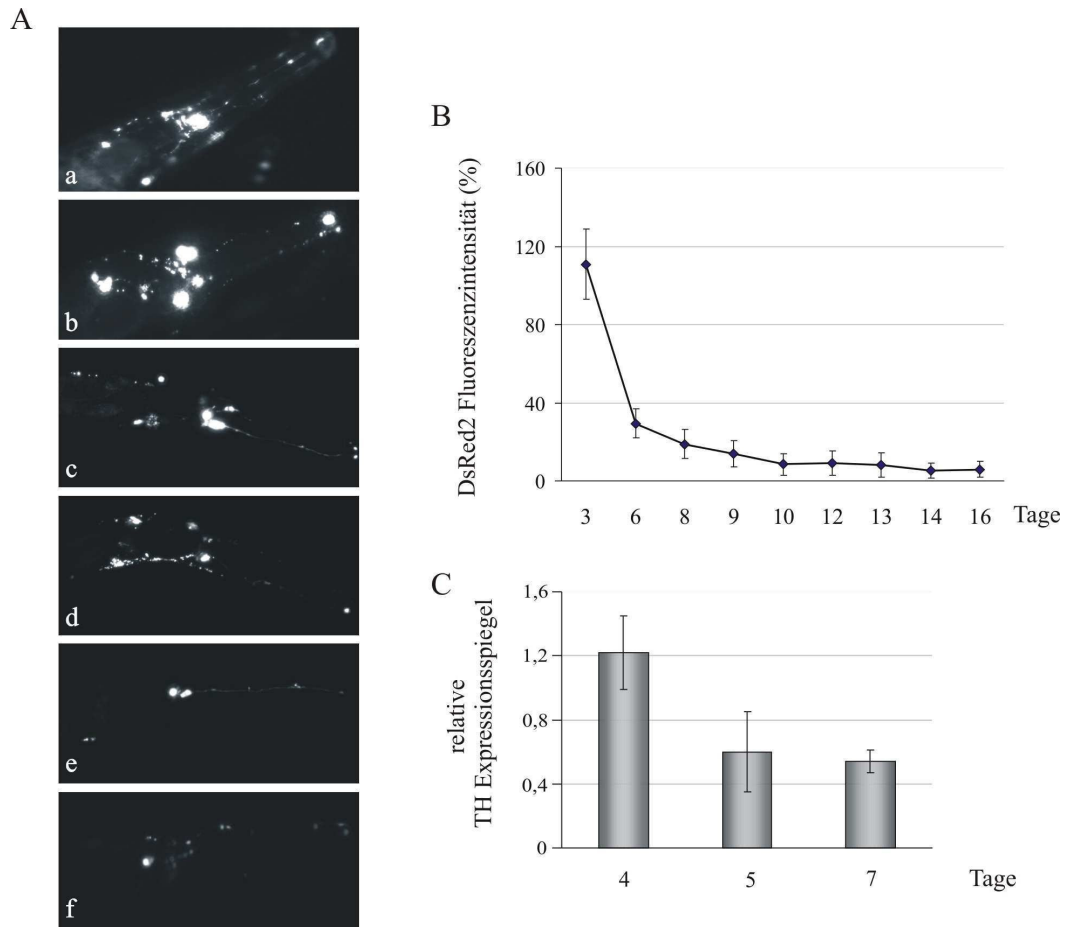 A
a
b
c
d
e
f
B
DsRed2 Fluoreszenzintensität (%)
160
120
80
40
0
3 6 8 9 10 12 13 14 16 Tage
C
relative
TH Expressionsspiegel
1,6
1,2
0,8
0,4
0
4 5 7 Tage